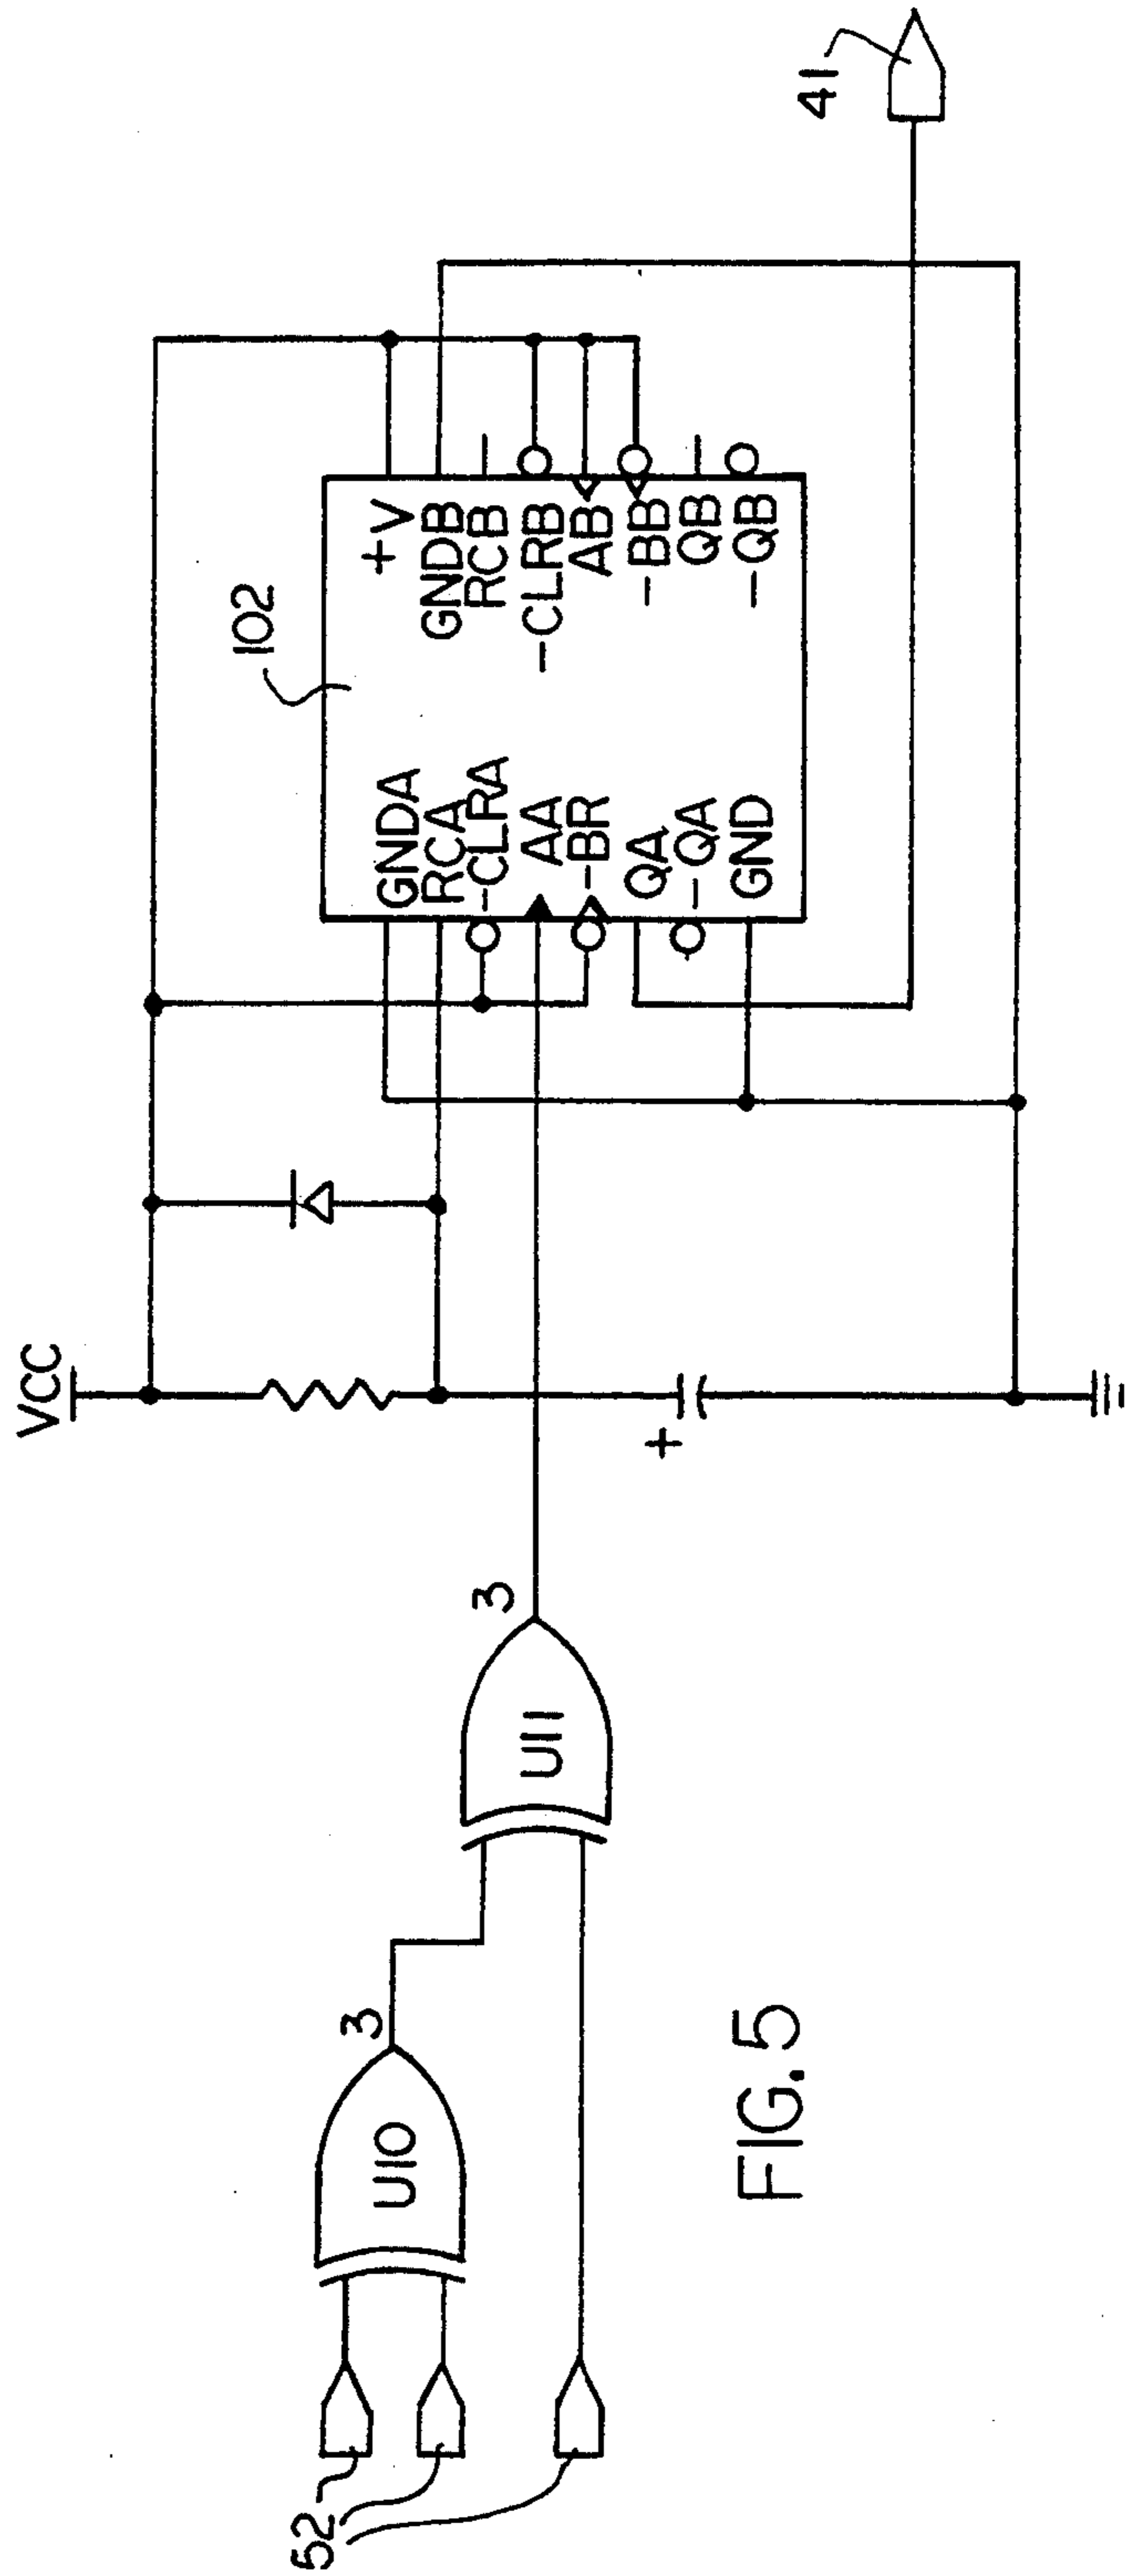 VCC
102
GNDA
RCA
-CLRA
AA
-BR
QA
-QA
GND
+V
GNDB
RCB
-CLRB
AB
-BB
QB
-QB
41
52
U10
3
U11
3
+
FIG. 5